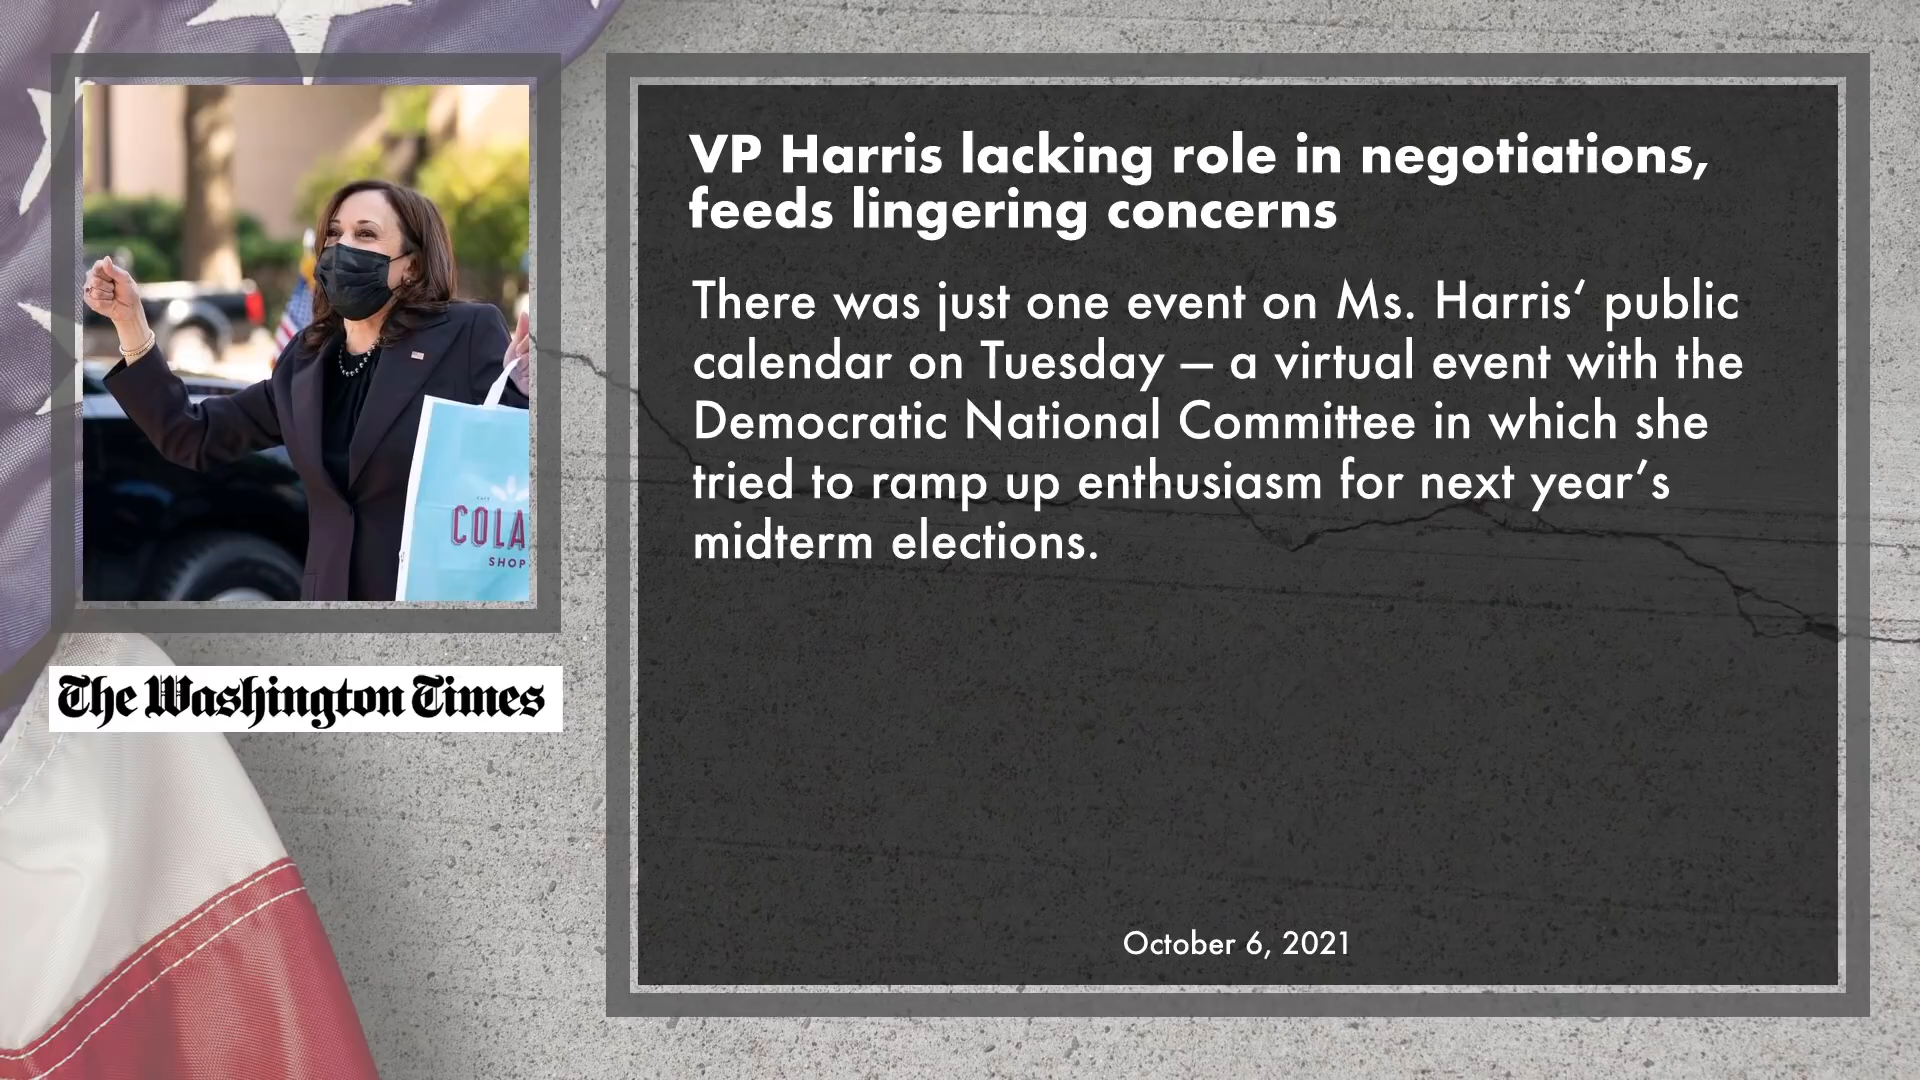 VP Harris lacking role in negotiations,
feeds lingering concerns
There was just one event on Ms. Harris‘ public
calendar on Tuesday — a virtual event with the
Democratic National Committee in which she
tried to ramp up enthusiasm for next year’s
midterm elections.
COLA
SHOP
The Washington Times
October 6, 2021